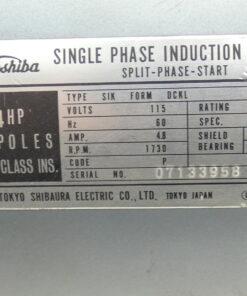 oshiba SINGLE PHASE INDUCTION
SPLIT-PHASE-START
TYPE SIK FORM DCKL
VOLTS 115 RATING
Hz 60 SPEC.
AMP. 4.8 SHIELD
R.P.M. 1730 BEARING
CODE P
SERIAL NO. 07133958
4HP
POLES
CLASS INS.
TOKYO SHIBAURA ELECTRIC CO., LTD. TOKYO JAPAN